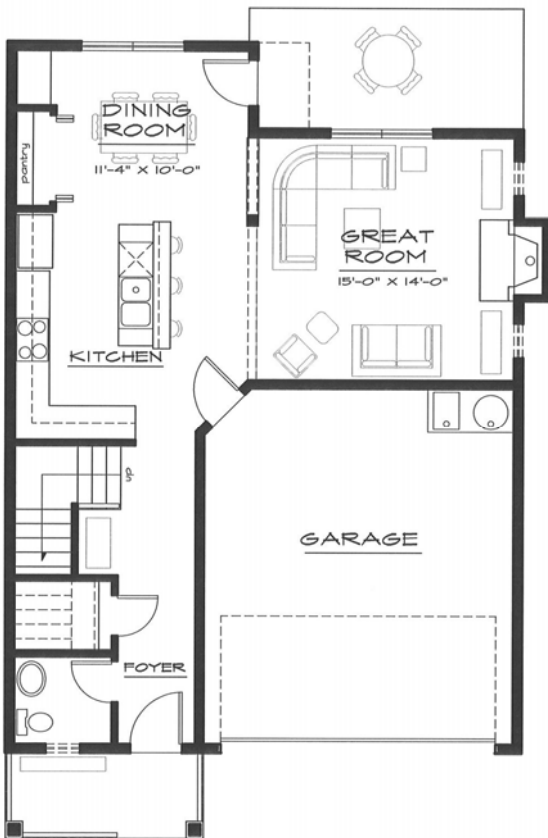 DINING
ROOM
11'-4" X 10'-0"
pantry
GREAT
ROOM
15'-0" X 14'-0"
KITCHEN
dn
GARAGE
FOYER